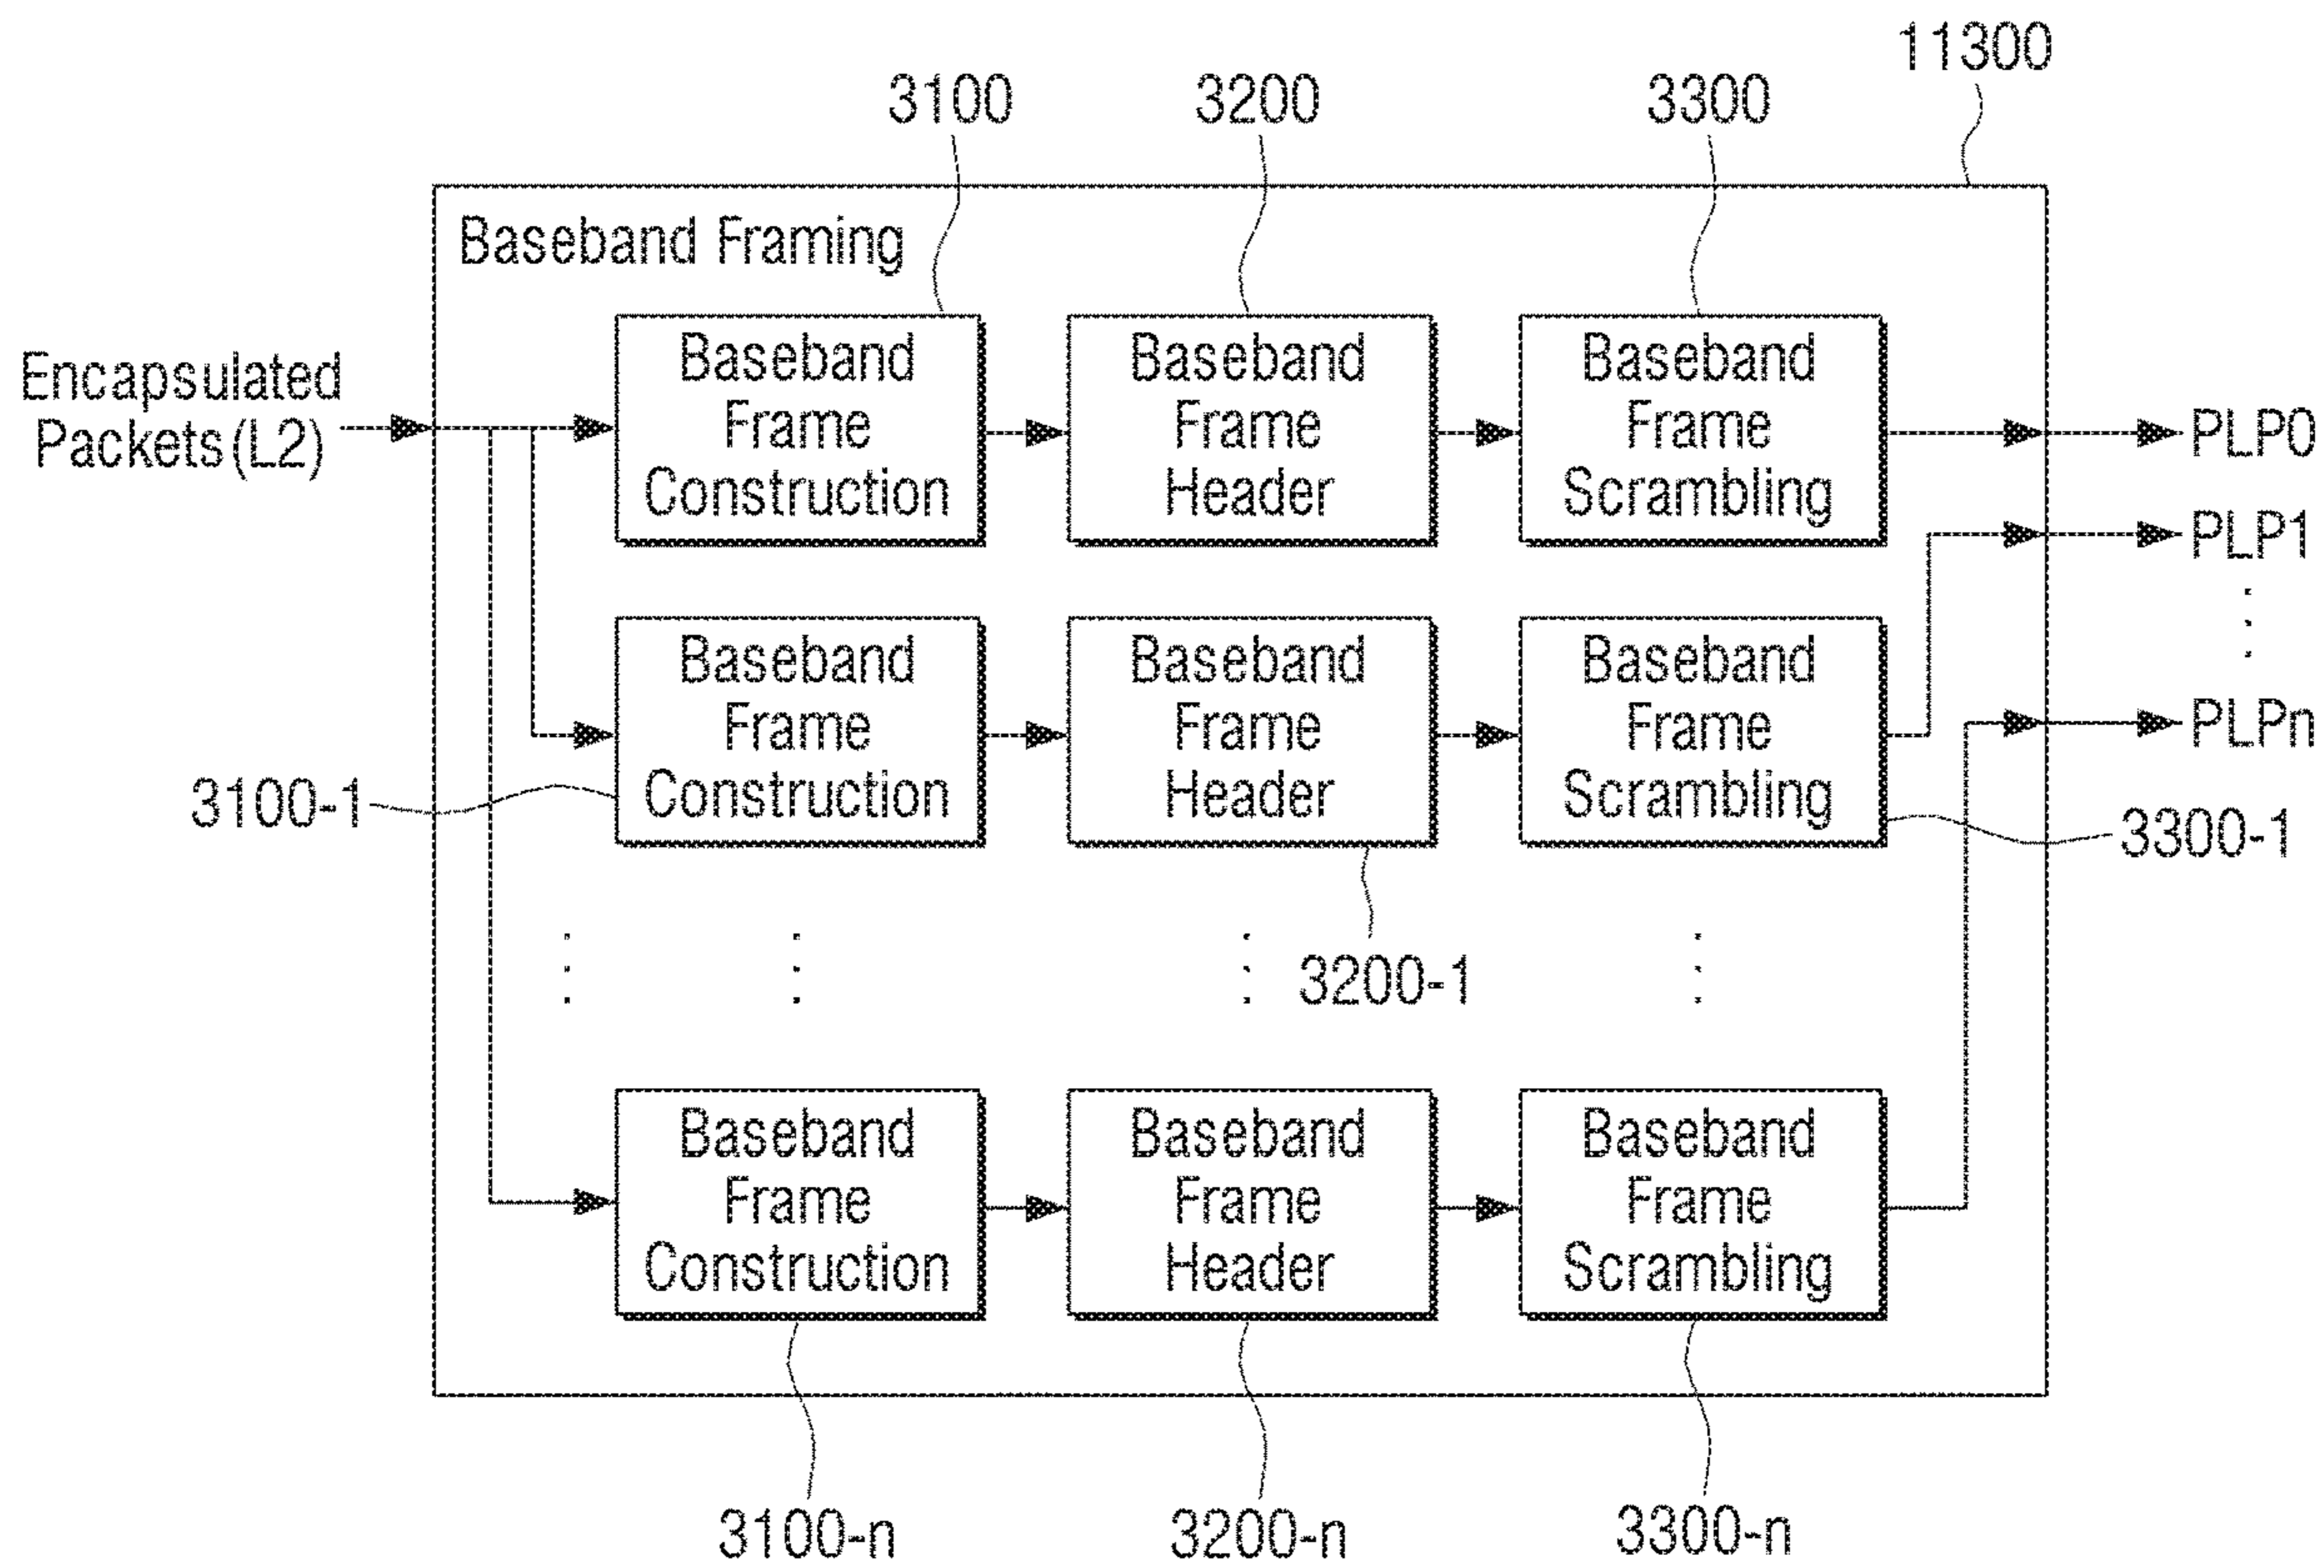 11300
3100
3200
3300
Baseband Framing
Encapsulated
Packets(L2)
Baseband
Frame
Construction
Baseband
Frame
Header
Baseband
Frame
Scrambling
PLP0
PLP1
PLPn
Baseband
Frame
Construction
Baseband
Frame
Header
Baseband
Frame
Scrambling
3100-1
3200-1
3300-1
Baseband
Frame
Construction
Baseband
Frame
Header
Baseband
Frame
Scrambling
3100-n
3200-n
3300-n